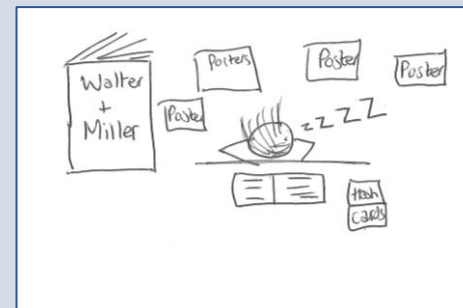 Walter
+
Miller
Posters
Poster
Poster
Poster
zzzZ
flash
cards